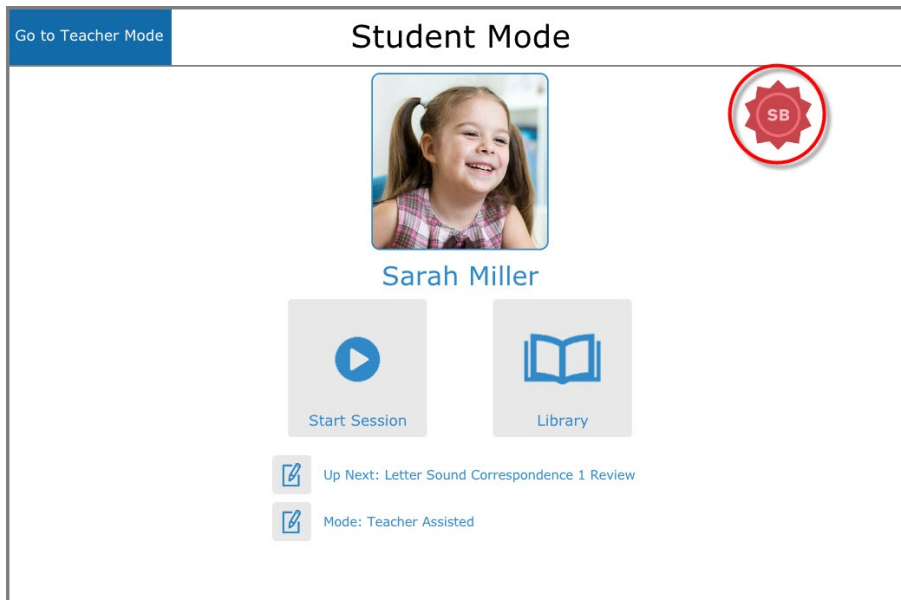 Go to Teacher Mode
Student Mode
SB
Sarah Miller
Start Session
Library
Up Next: Letter Sound Correspondence 1 Review
Mode: Teacher Assisted